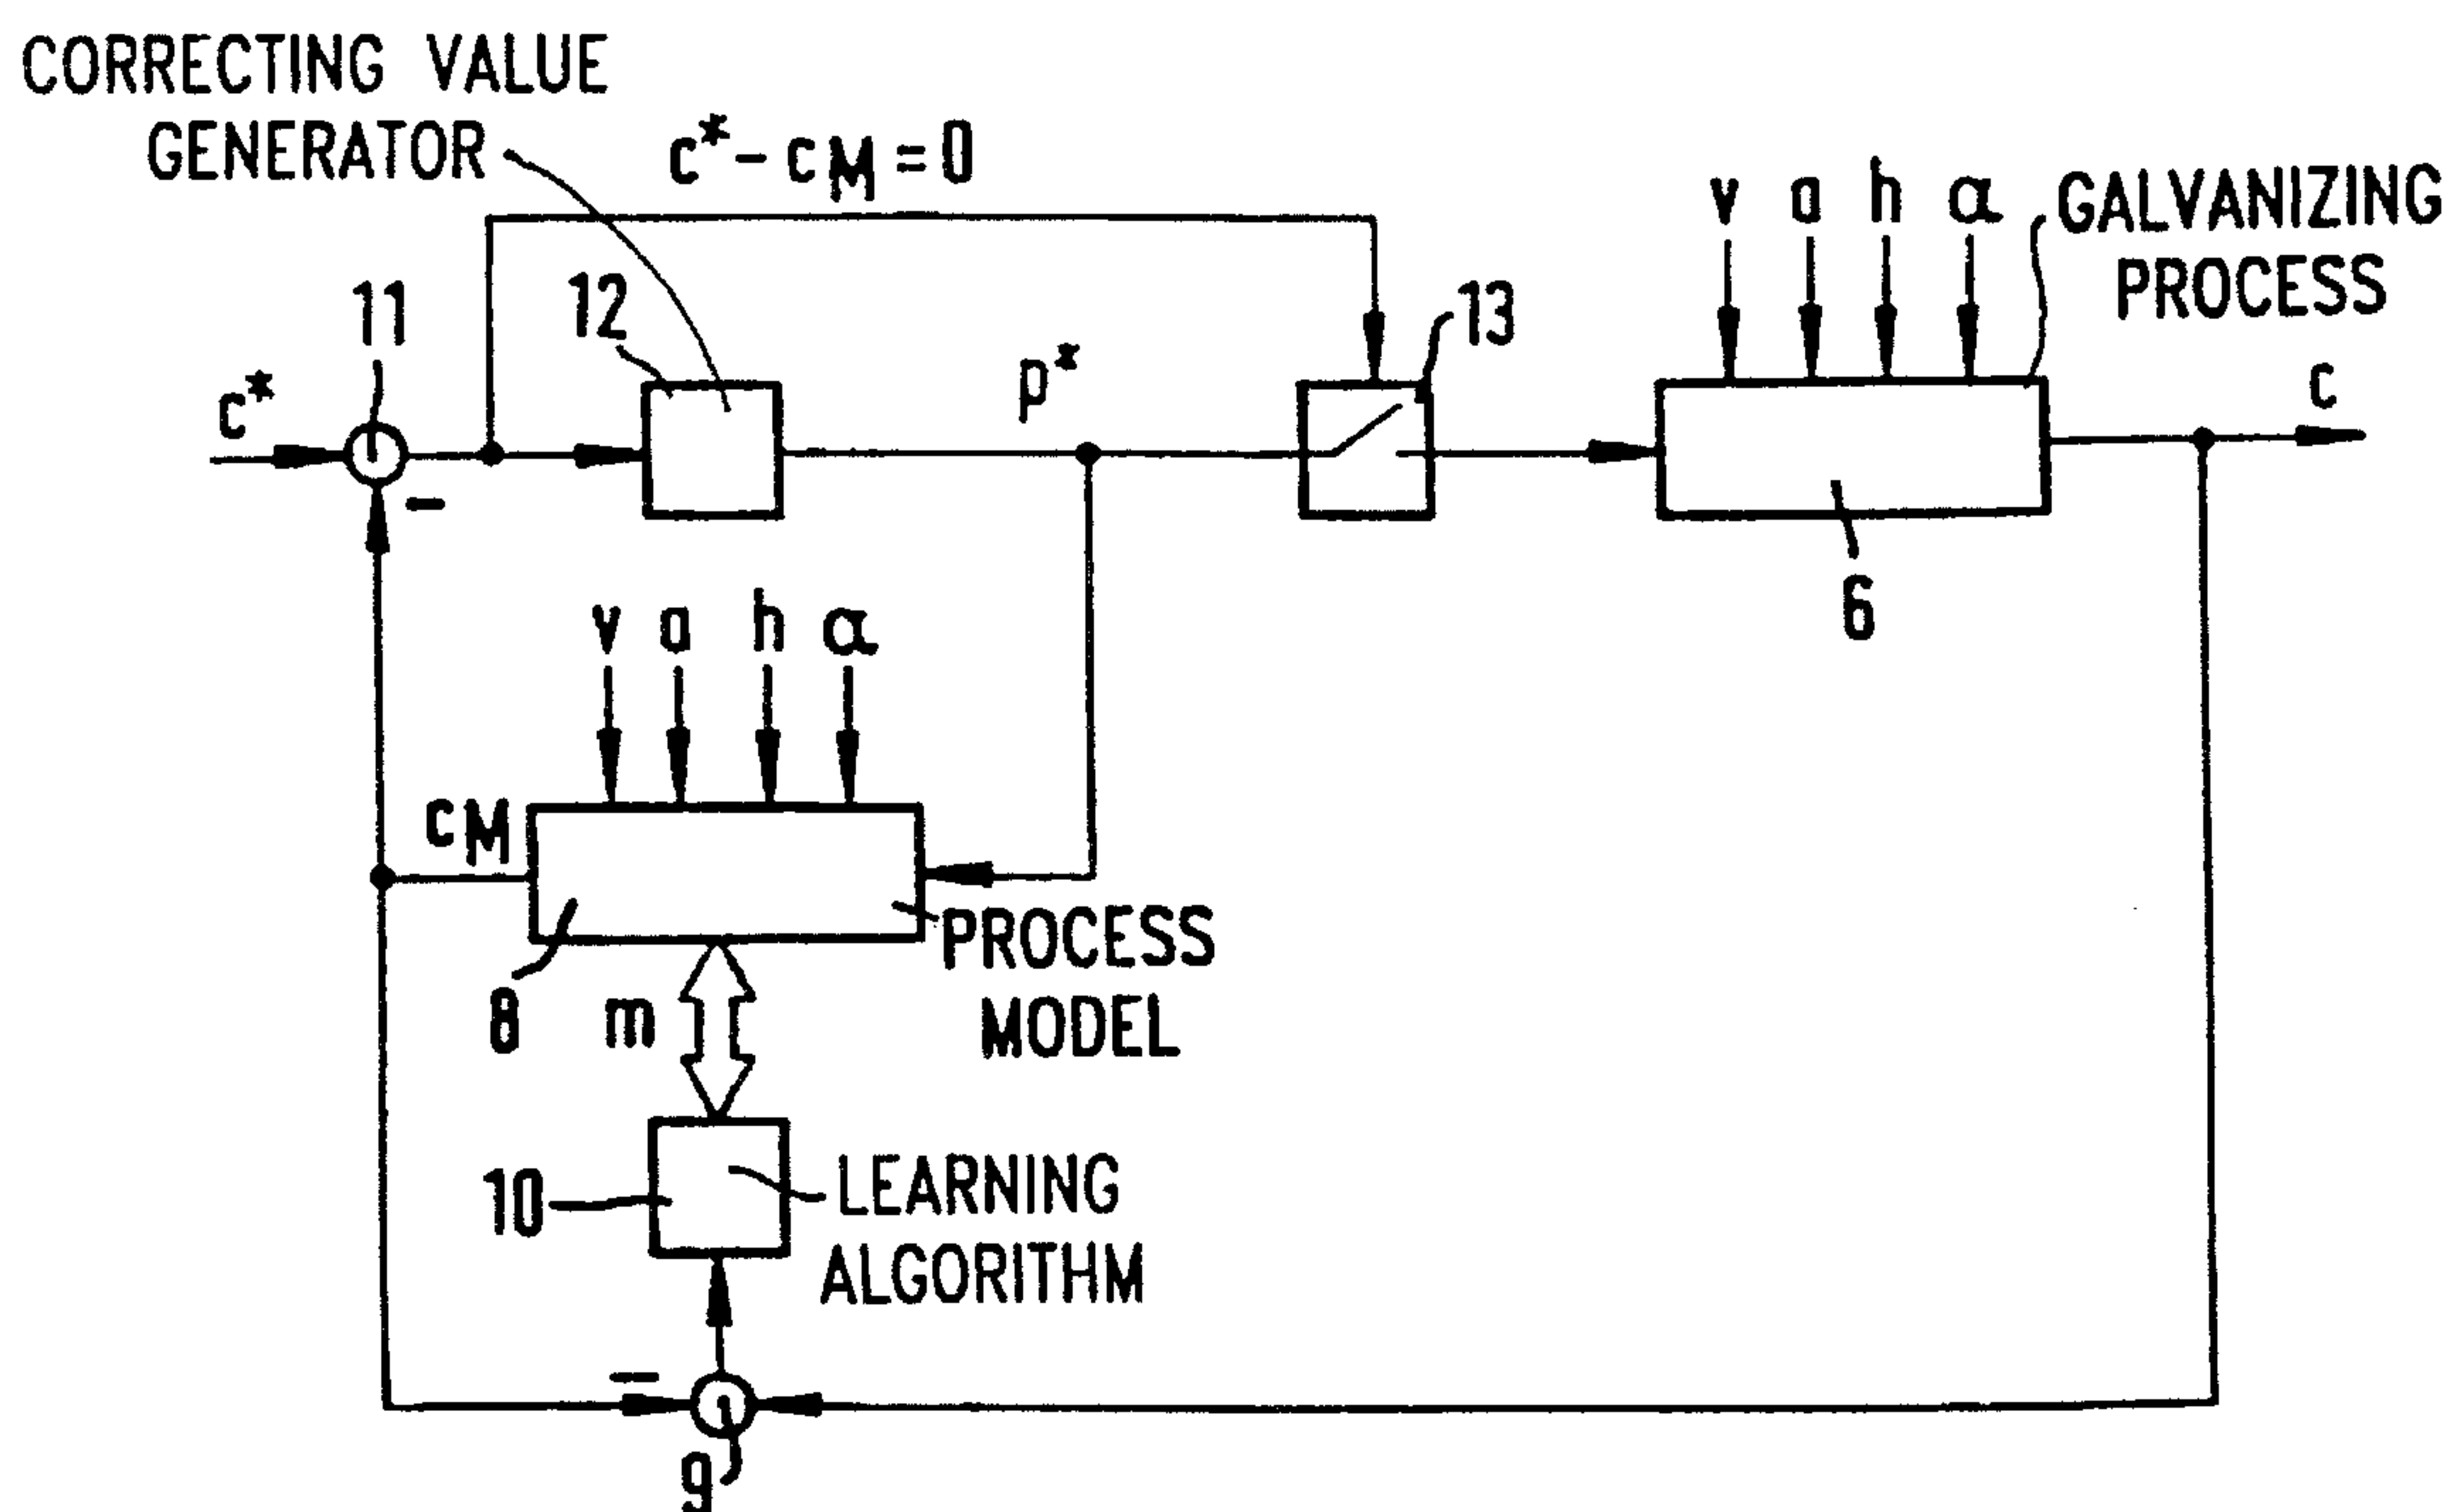 CORRECTING VALUE
GENERATOR
c* - cM = 0
v a h α
GALVANIZING
PROCESS
11
12
13
c*
p*
c
6
v a h α
cM
PROCESS
MODEL
8
m
10
LEARNING
ALGORITHM
9